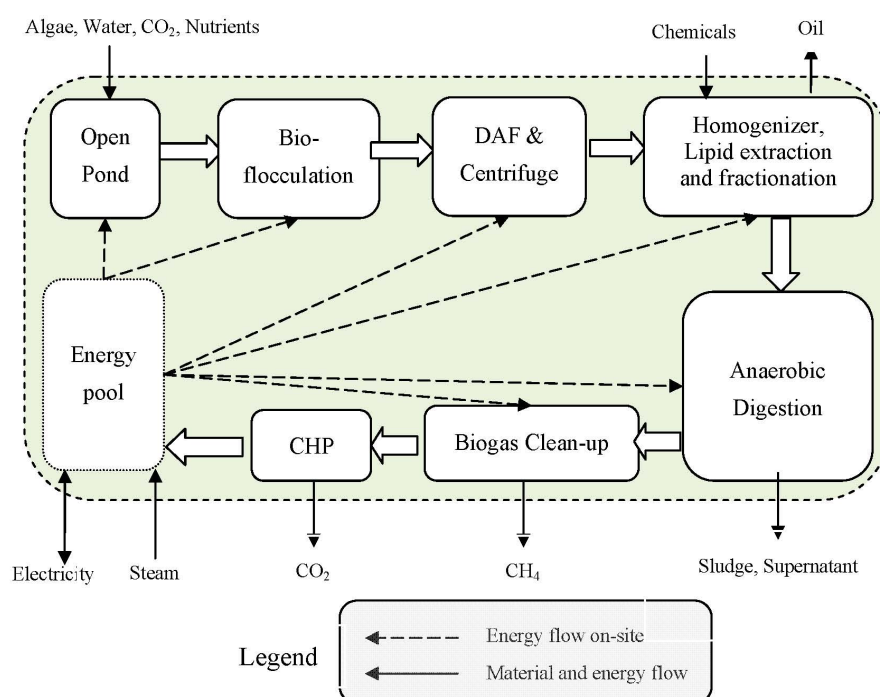 Algae, Water, CO₂, Nutrients
Chemicals
Oil
Open
Pond
Bio-
flocculation
DAF &
Centrifuge
Homogenizer,
Lipid extraction
and fractionation
Energy
pool
Anaerobic
Digestion
CHP
Biogas Clean-up
Electricity
Steam
CO₂
CH₄
Sludge, Supernatant
Legend
Energy flow on-site
Material and energy flow